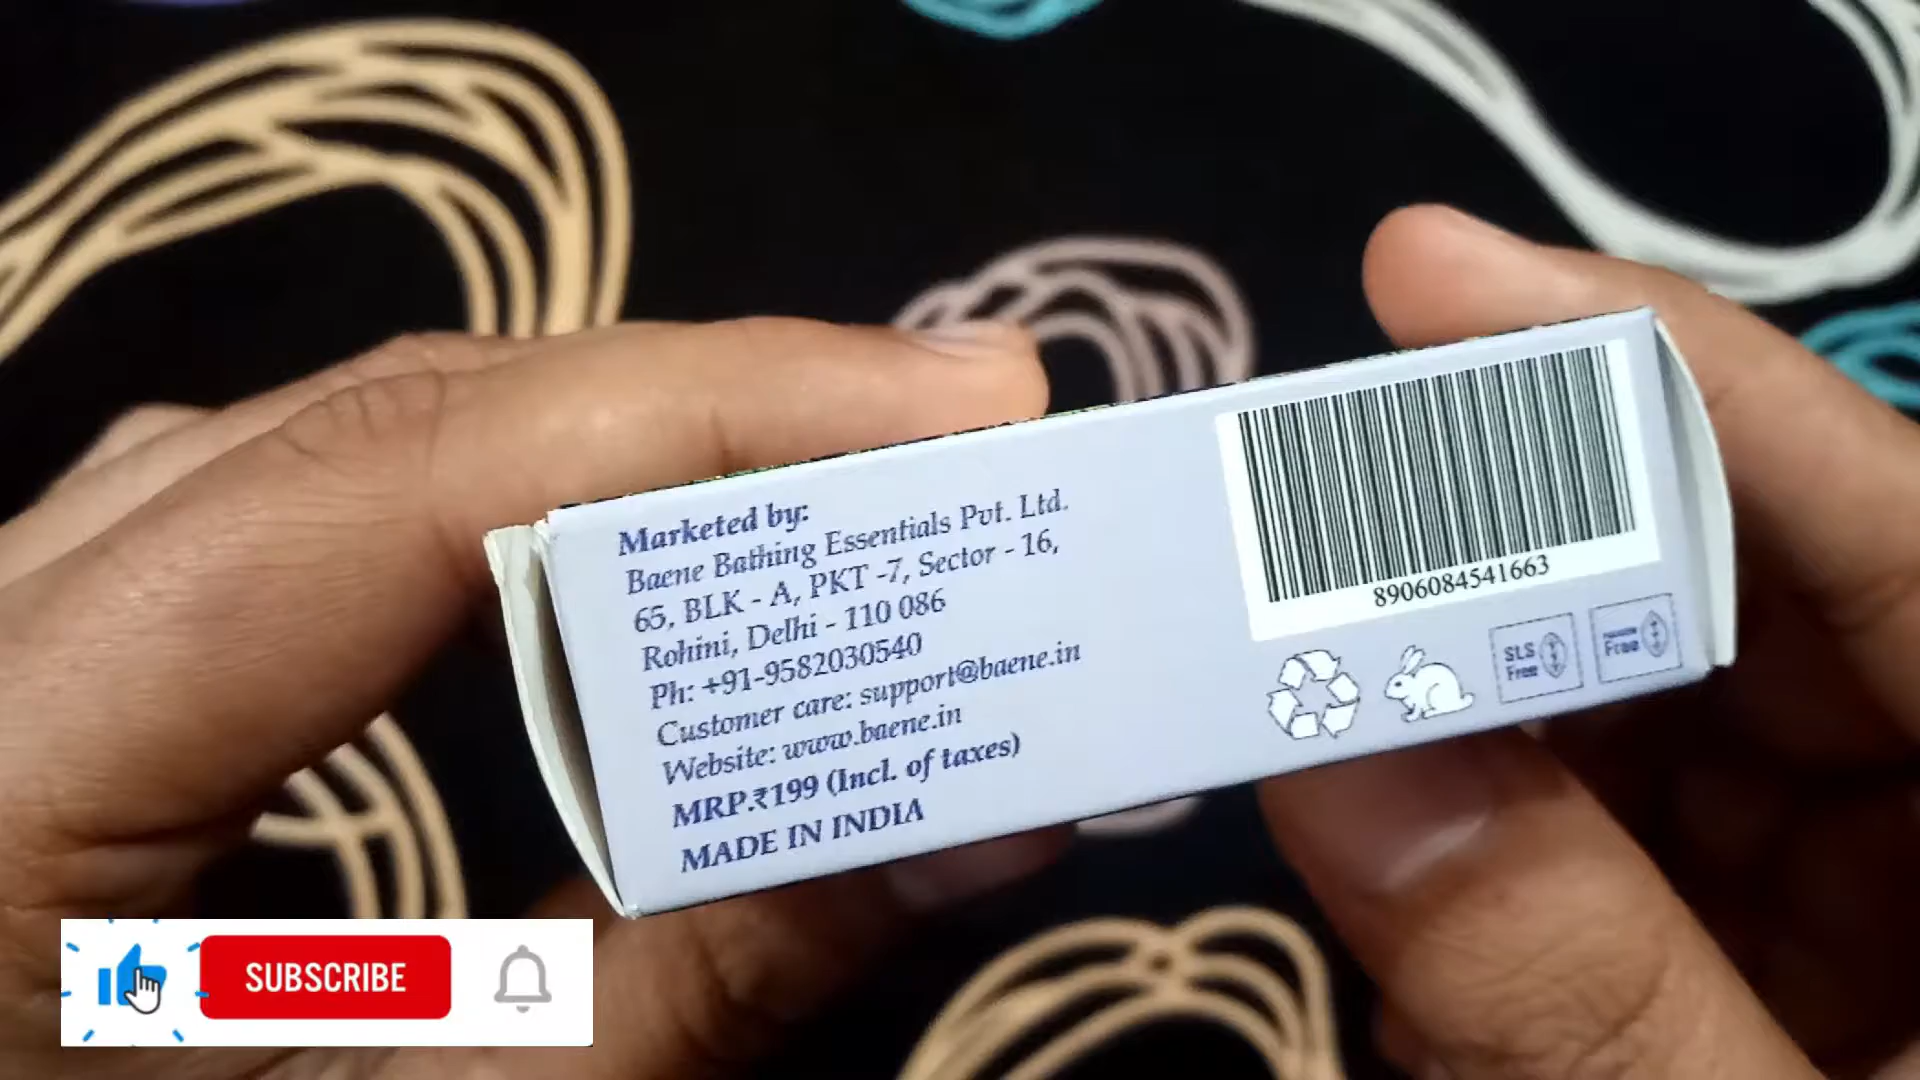 Marketed by:
Baene Bathing Essentials Pvt. Ltd.
65, BLK - A, PKT -7, Sector - 16,
Rohini, Delhi - 110 086
Ph: +91-9582030540
Customer care: support@baene.in
Website: www.baene.in
MRP.₹199 (Incl. of taxes)
MADE IN INDIA
8906084541663
SLS
Free
Free
SUBSCRIBE